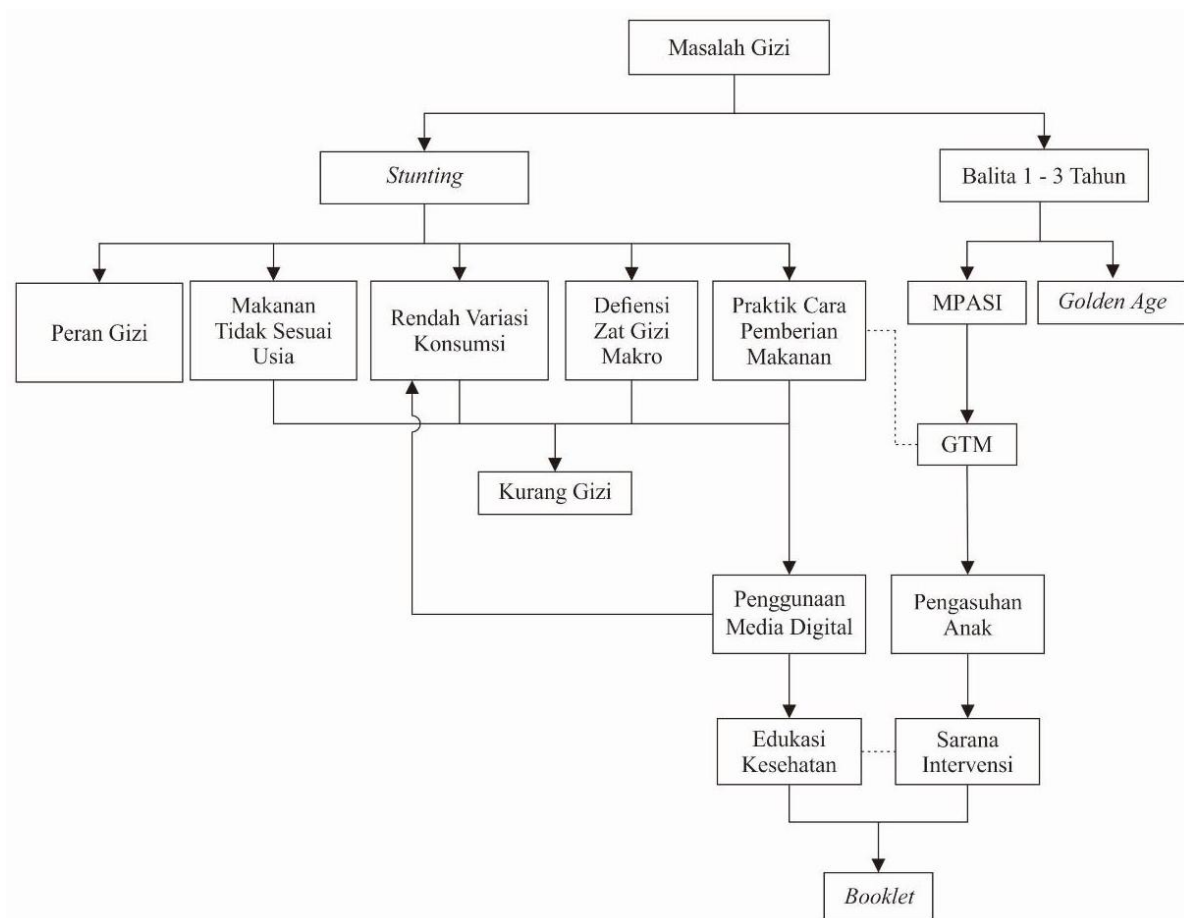 Masalah Gizi
Stunting
Balita 1 - 3 Tahun
Peran Gizi
Makanan
Tidak Sesuai
Usia
Rendah Variasi
Konsumsi
Defiensi
Zat Gizi
Makro
Praktik Cara
Pemberian
Makanan
MPASI
Golden Age
GTM
Kurang Gizi
Penggunaan
Media Digital
Pengasuhan
Anak
Edukasi
Kesehatan
Sarana
Intervensi
Booklet